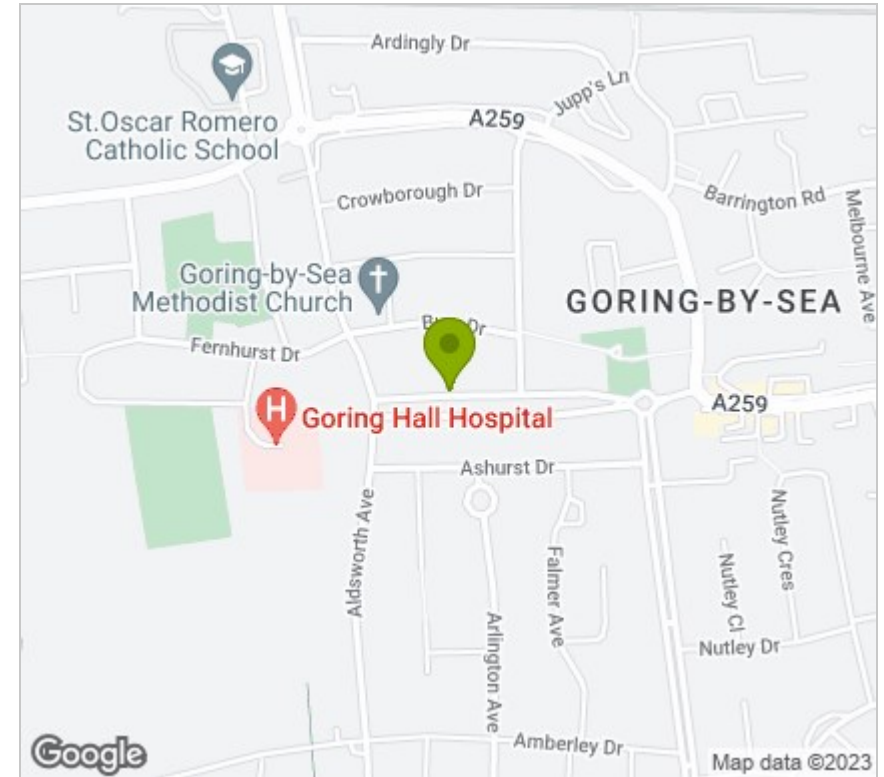 Ardingly Dr
Jupp's Ln
St.Oscar Romero
Catholic School
A259
Crowborough Dr
Barrington Rd
Melbourne Ave
Goring-by-Sea
Methodist Church
GORING-BY-SEA
Dr
Fernhurst Dr
H
Goring Hall Hospital
A259
Ashurst Dr
Aldsworth Ave
Arlington Ave
Falmer Ave
Nutley Cl
Nutley Cres
Nutley Dr
Amberley Dr
Google
Map data ©2023